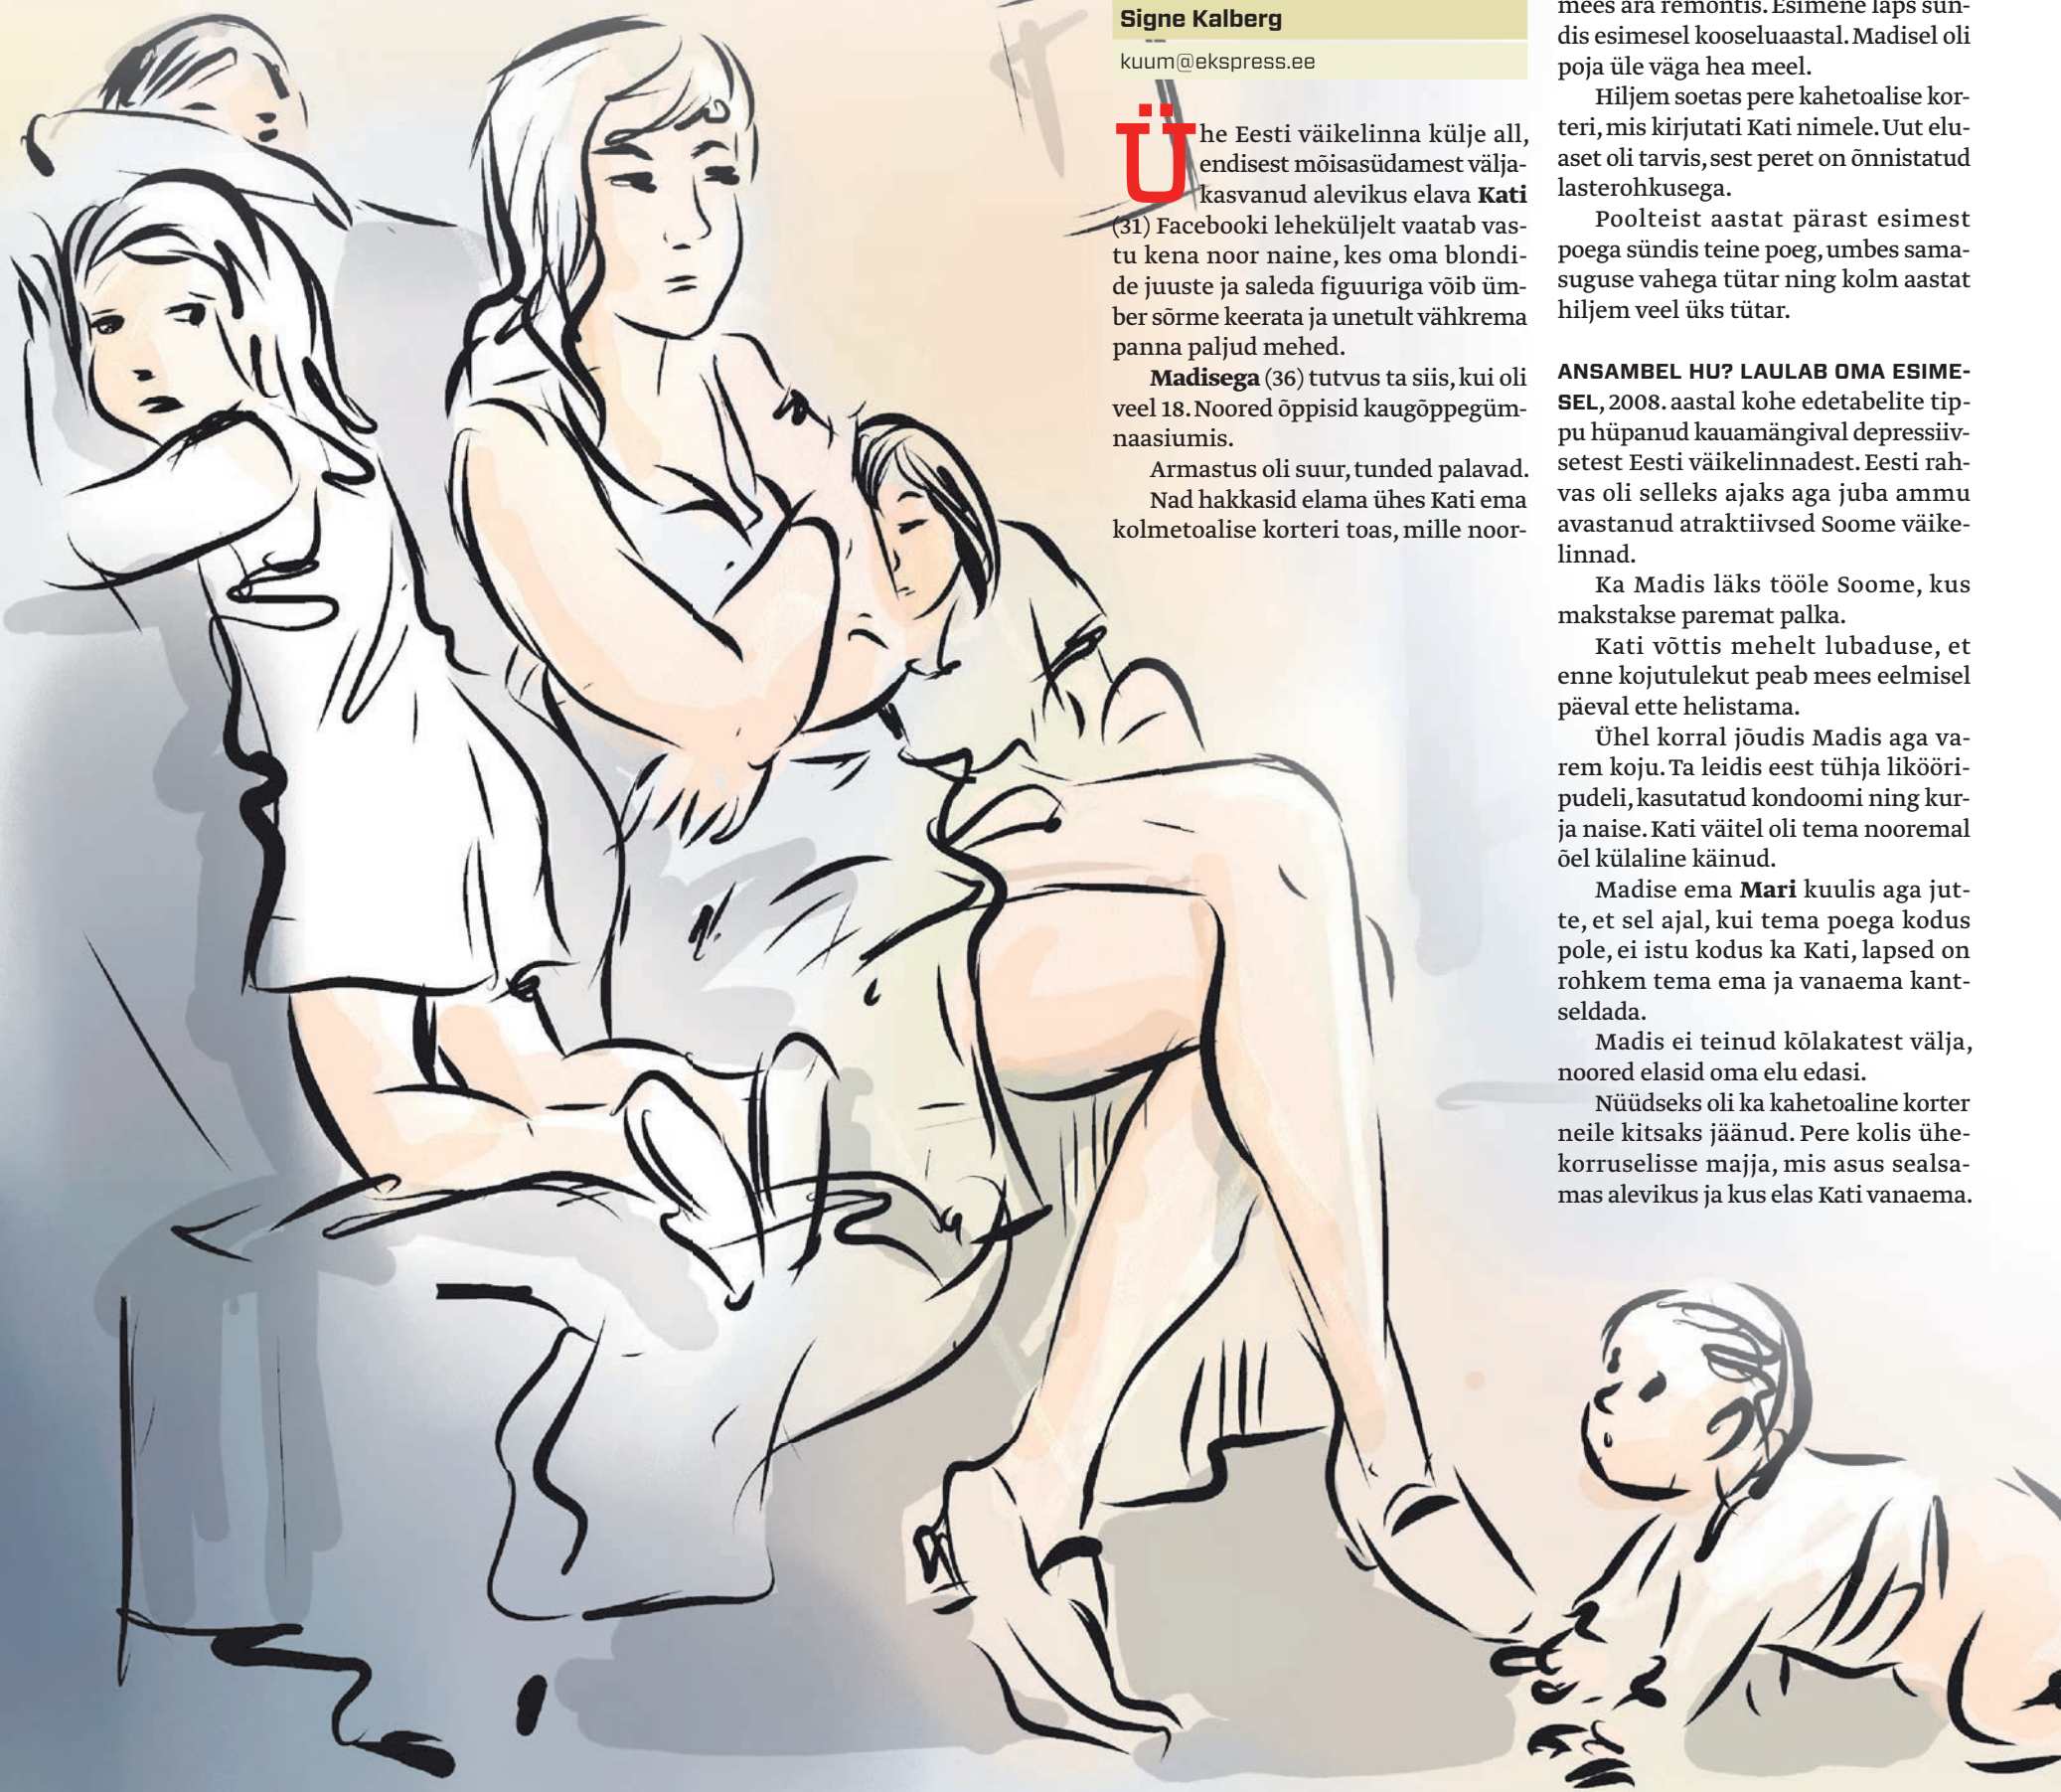 Signe Kalberg
kuum@ekspress.ee
Ühe Eesti väikelinna külje all,
endisest mõisasüdamest välja-
kasvanud alevikus elava Kati
(31) Facebooki leheküljelt vaatab vas-
tu kena noor naine, kes oma blondi-
de juuste ja saleda figuuriga võib üm-
ber sõrme keerata ja unetult vähkrema
panna paljud mehed.
Madisega (36) tutvus ta siis, kui oli
veel 18. Noored õppisid kaugõppegüm-
naasiumis.
Armastus oli suur, tunded palavad.
Nad hakkasid elama ühes Kati ema
kolmetoalise korteri toas, mille noor-
mees ära remontis. Esimene laps sün-
dis esimesel kooseluaastal. Madisel oli
poja üle väga hea meel.
Hiljem soetas pere kahetoalise kor-
teri, mis kirjutati Kati nimele. Uut elu-
aset oli tarvis, sest peret on õnnistatud
lasterohkusega.
Poolteist aastat pärast esimest
poega sündis teine poeg, umbes sama-
suguse vahega tütar ning kolm aastat
hiljem veel üks tütar.
ANSAMBEL HU? LAULAB OMA ESIME-
SEL, 2008. aastal kohe edetabelite tip-
pu hüpanud kauamängival depressiiv-
setest Eesti väikelinnadest. Eesti rah-
vas oli selleks ajaks aga juba ammu
avastanud atraktiivsed Soome väike-
linnad.
Ka Madis läks tööle Soome, kus
makstakse paremat palka.
Kati võttis mehelt lubaduse, et
enne kojutulekut peab mees eelmisel
päeval ette helistama.
Ühel korral jõudis Madis aga va-
rem koju. Ta leidis eest tühja likööri-
pudeli, kasutatud kondoomi ning kur-
ja naise. Kati väitel oli tema nooremal
õel külaline käinud.
Madise ema Mari kuulis aga jut-
te, et sel ajal, kui tema poega kodus
pole, ei istu kodus ka Kati, lapsed on
rohkem tema ema ja vanaema kant-
seldada.
Madis ei teinud kõlakatest välja,
noored elasid oma elu edasi.
Nüüdseks oli ka kahetoaline korter
neile kitsaks jäänud. Pere kolis ühe-
korruselisse majja, mis asus sealsa-
mas alevikus ja kus elas Kati vanaema.